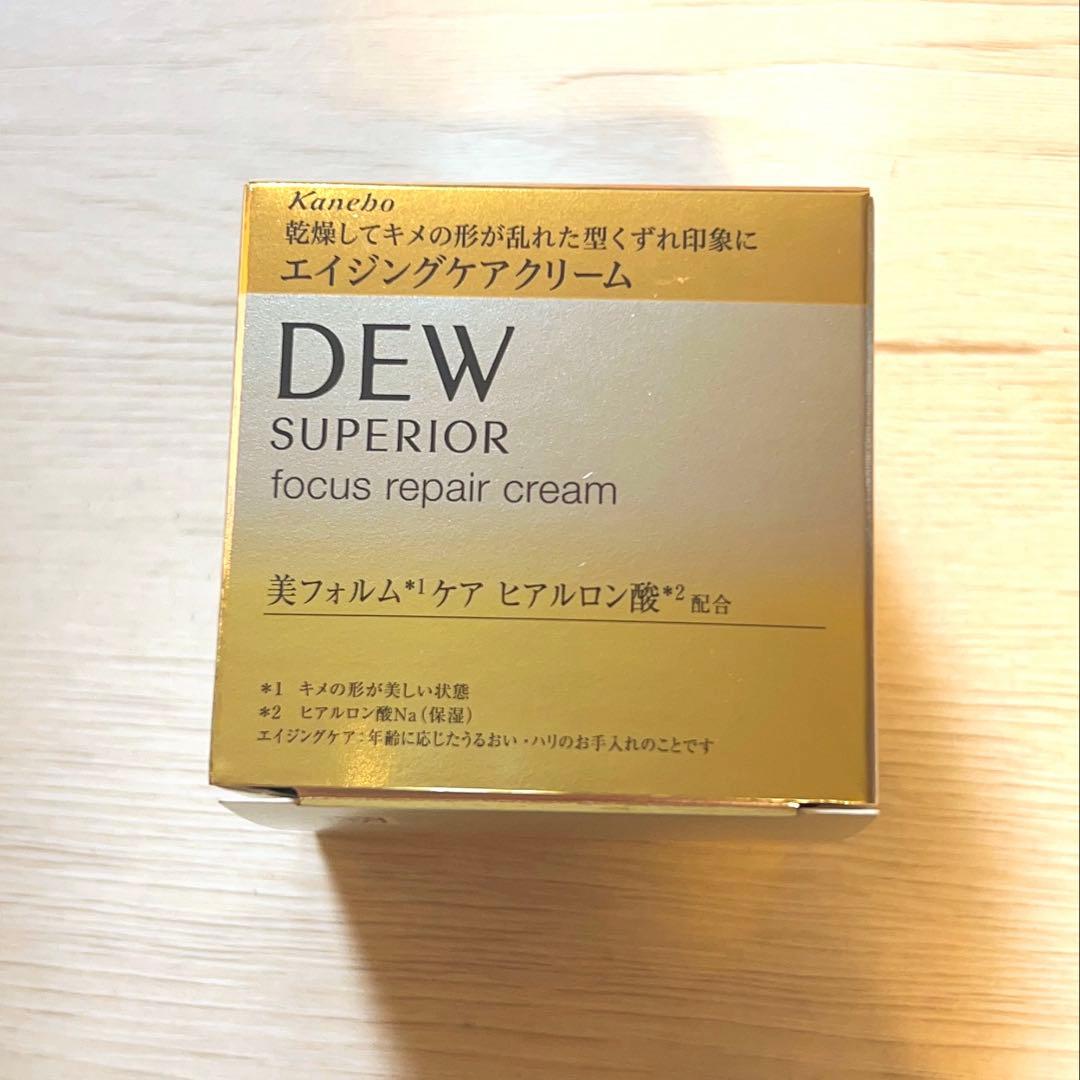 Kanebo
乾燥してキメの形が乱れた型くずれ印象に
エイジングケアクリーム
DEW
SUPERIOR
focus repair cream
美フォルム*1ケア ヒアルロン酸*2配合
*1 キメの形が美しい状態
*2 ヒアルロン酸Na(保湿)
エイジングケア:年齢に応じたうるおい・ハリのお手入れのことです